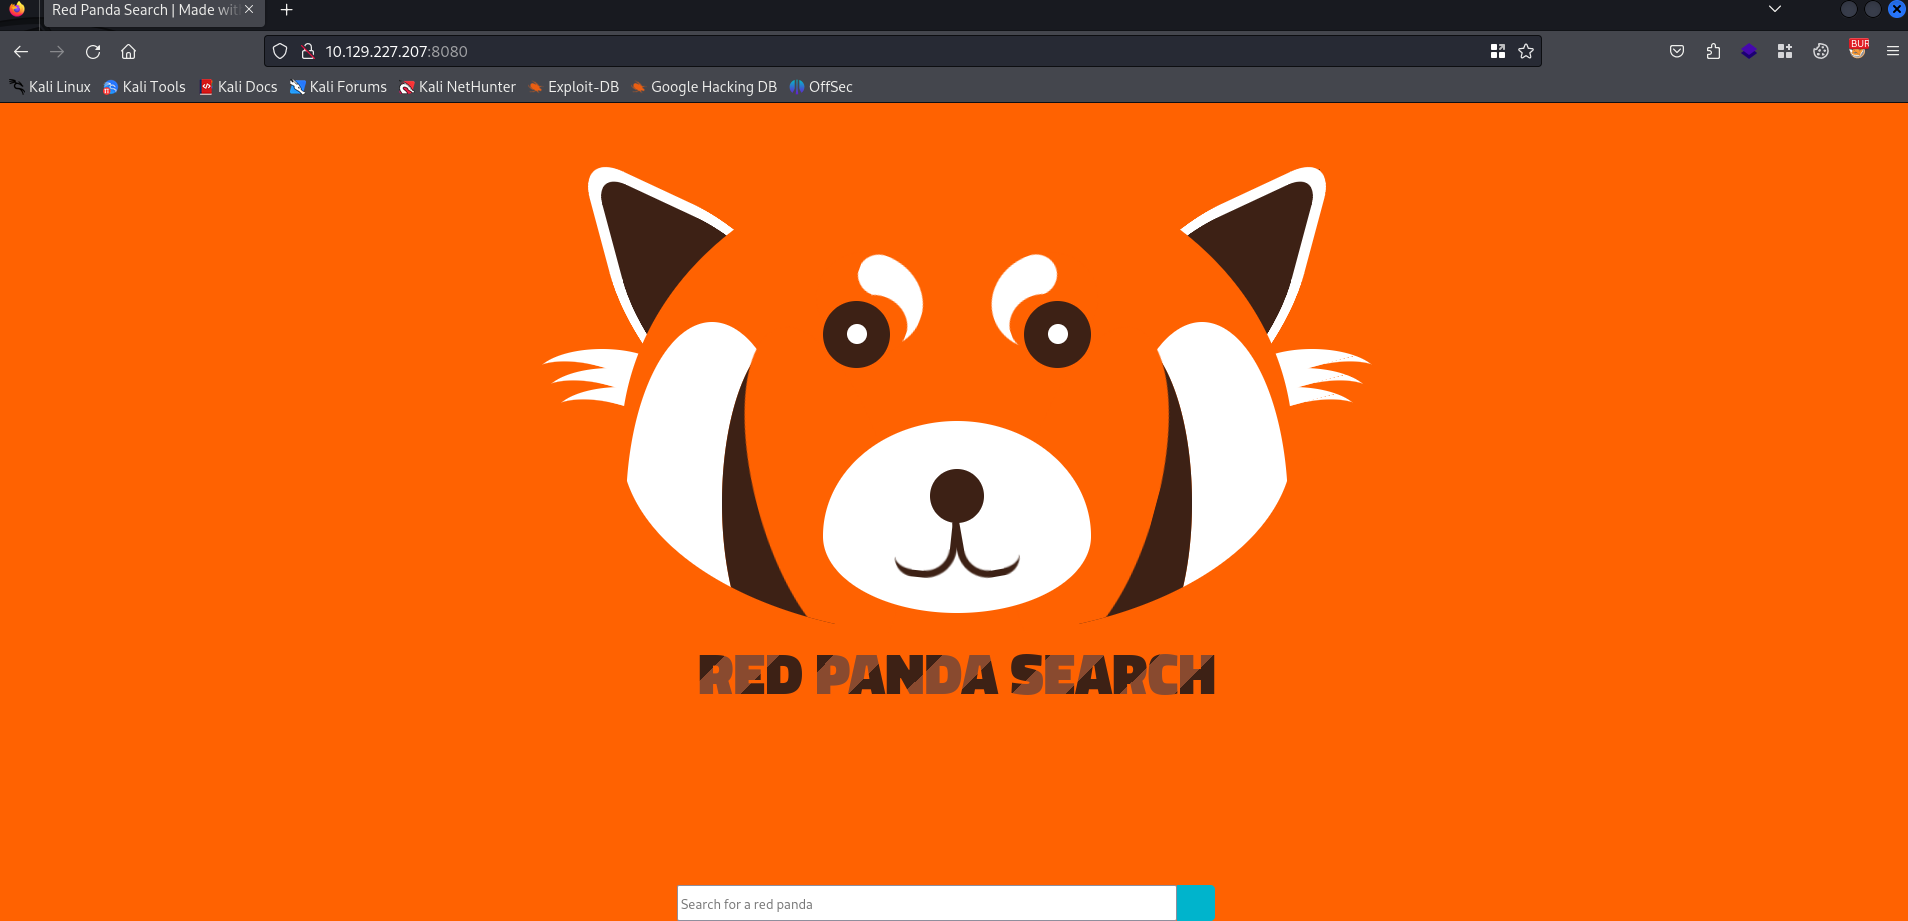 Red Panda Search | Made wit
10.129.227.207:8080
BUR
Kali Linux Kali Tools Kali Docs Kali Forums Kali NetHunter Exploit-DB Google Hacking DB OffSec
RED PANDA SEARCH
Search for a red panda